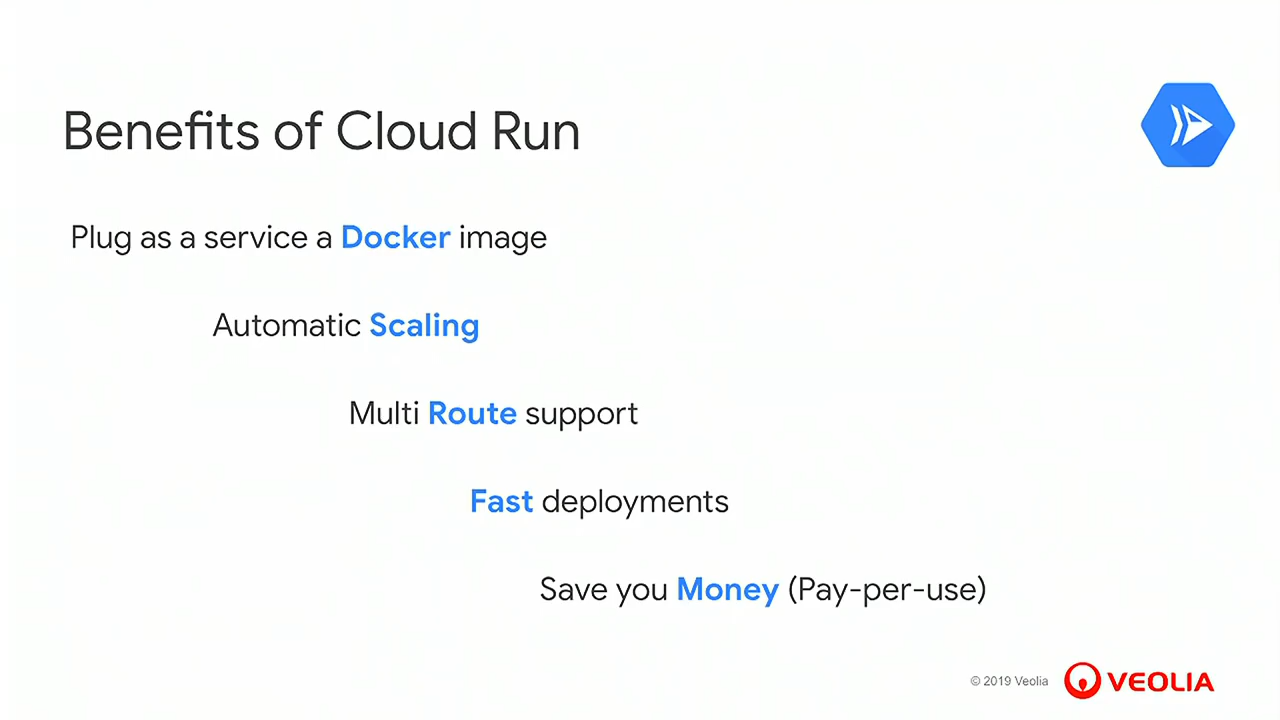 Benefits of Cloud Run
Plug as a service a Docker image
Automatic Scaling
Multi Route support
Fast deployments
Save you Money (Pay-per-use)
© 2019 Veolia VEOLIA